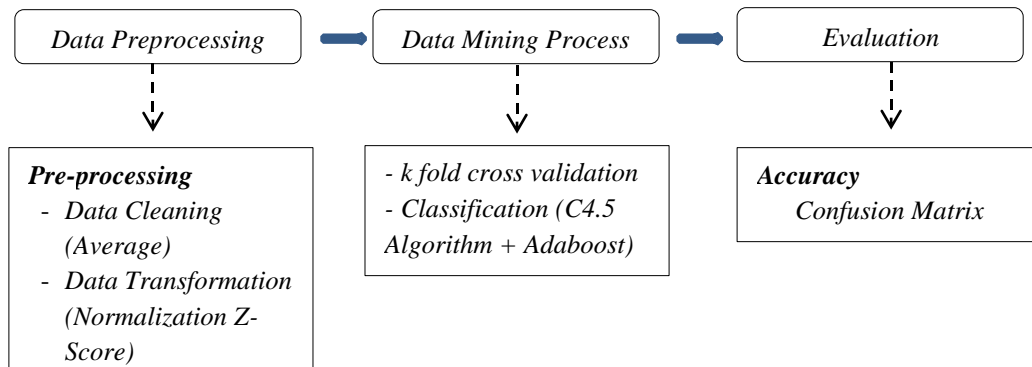 Data Preprocessing
Data Mining Process
Evaluation
Pre-processing
- Data Cleaning
(Average)
- Data Transformation
(Normalization Z-
Score)
- k fold cross validation
- Classification (C4.5
Algorithm + Adaboost)
Accuracy
Confusion Matrix